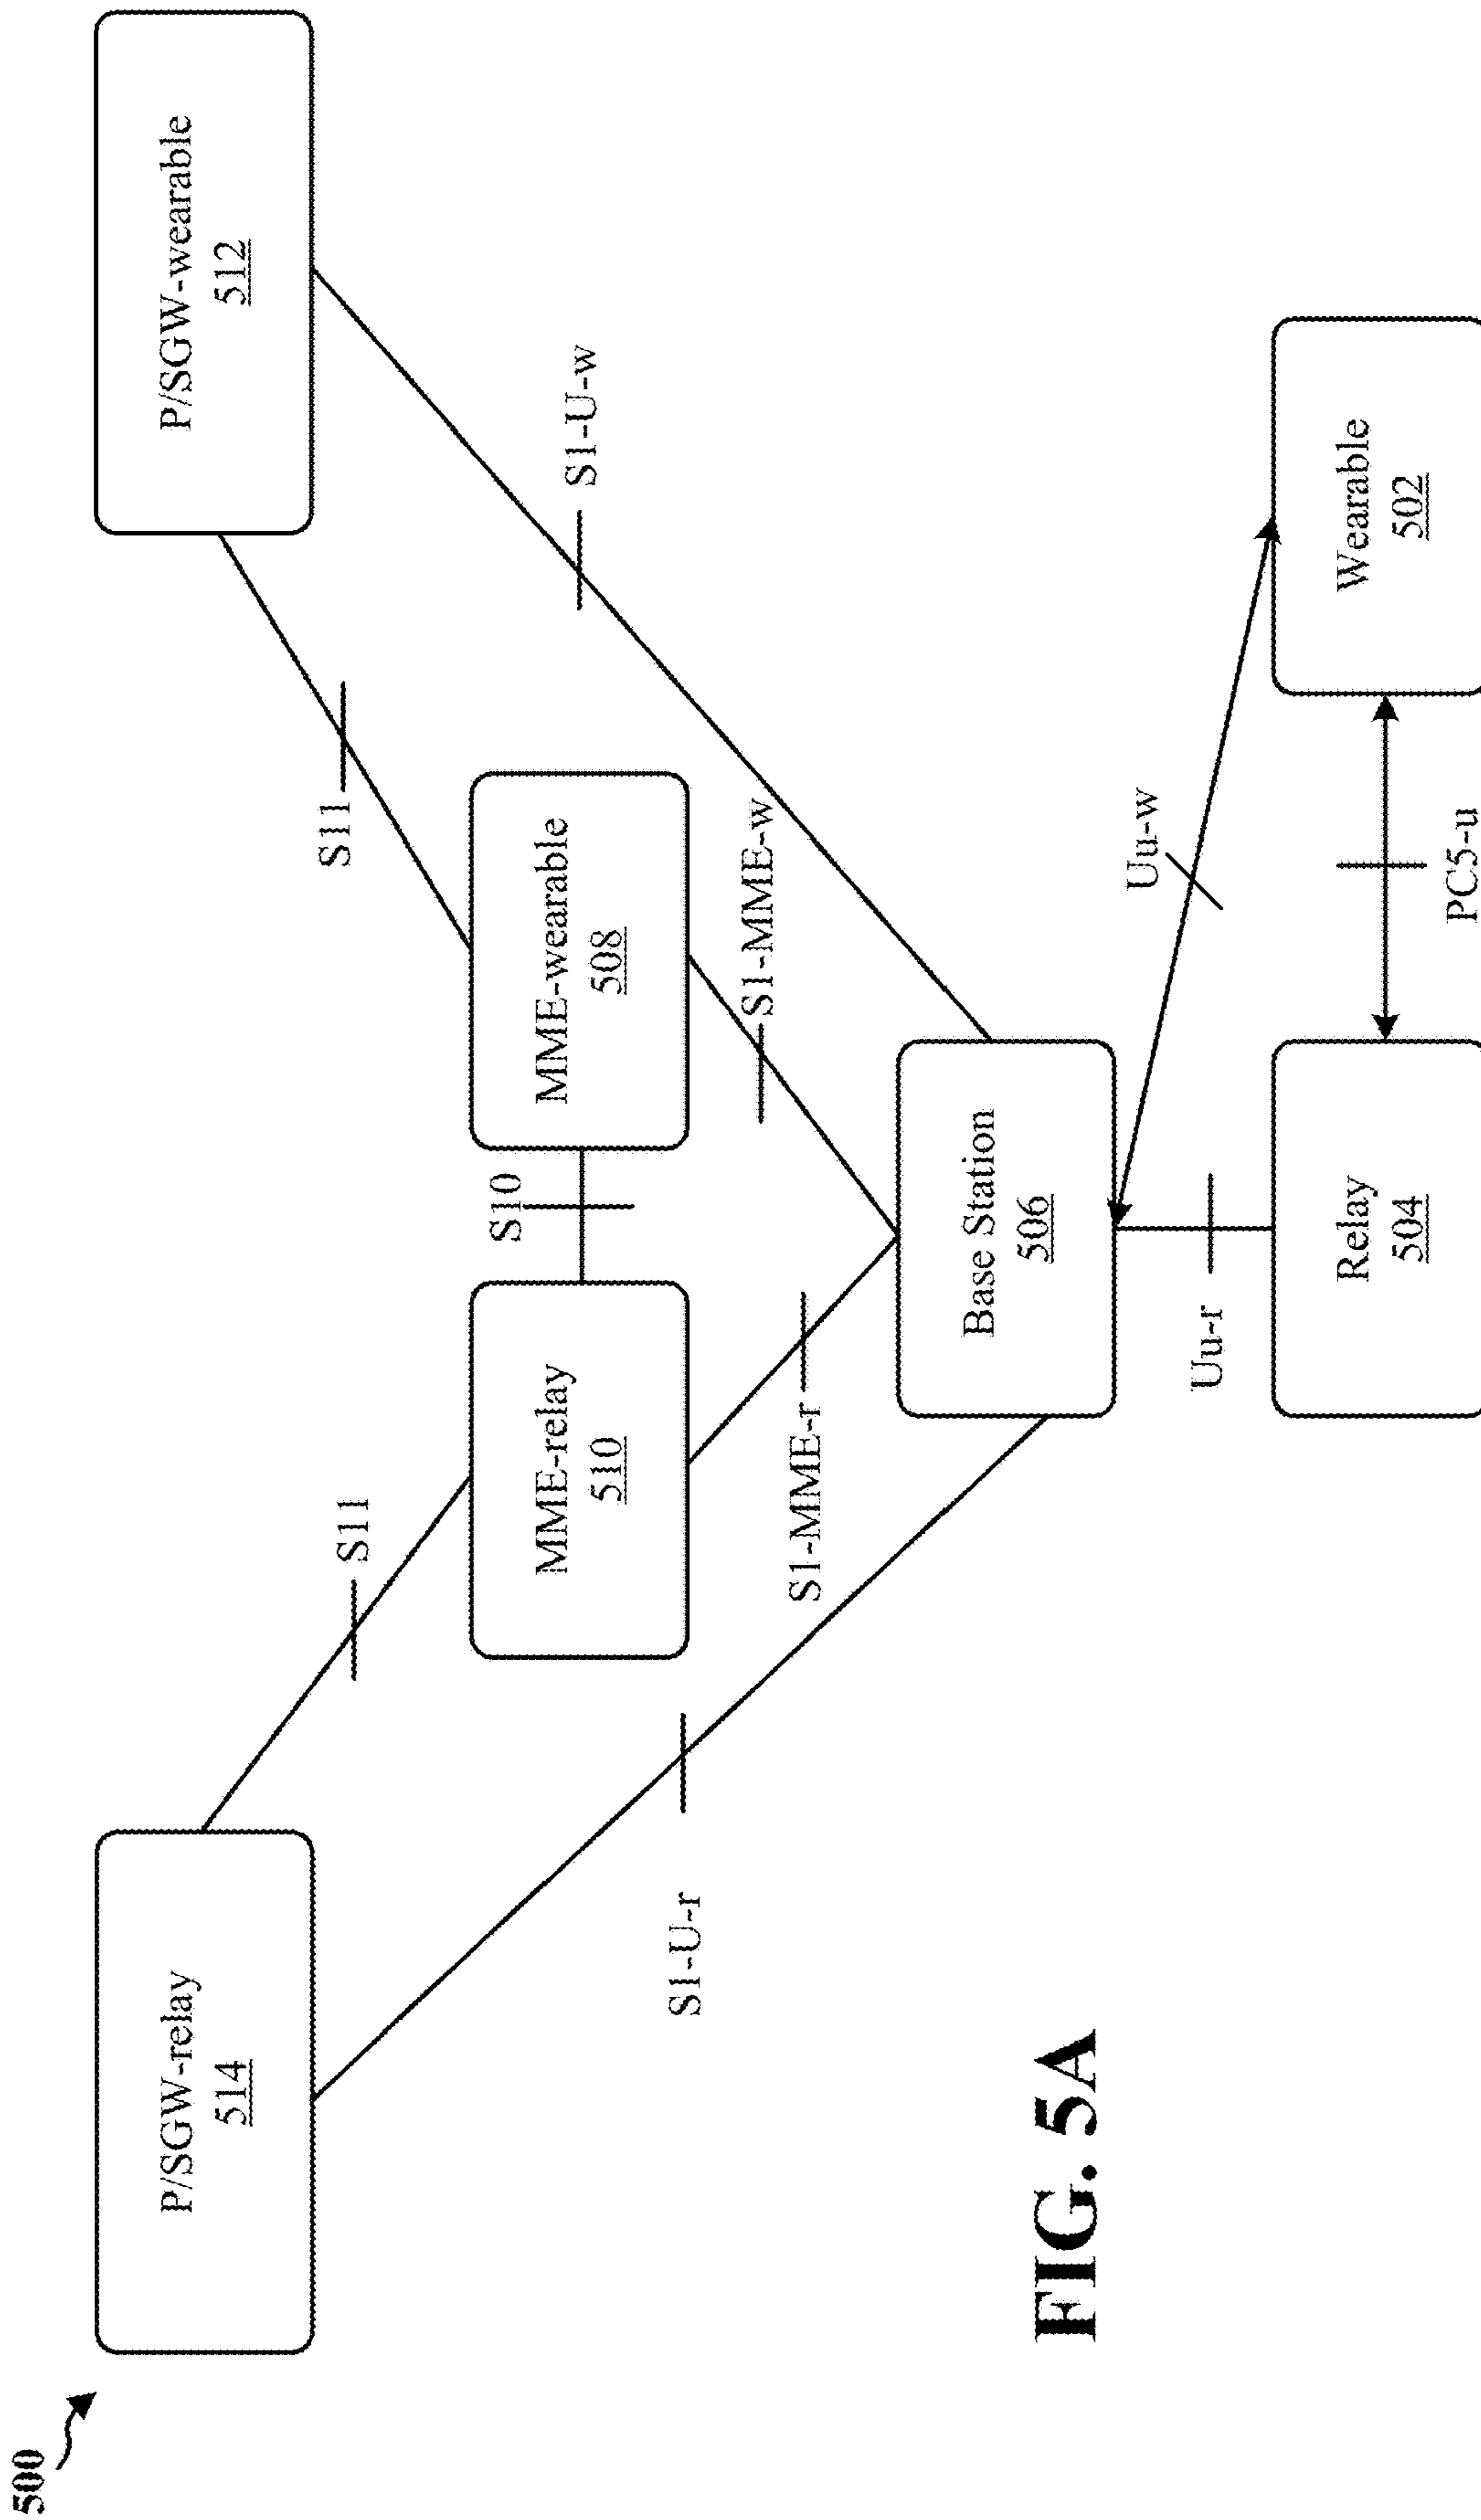 500
P/SGW-relay
514
P/SGW-wearable
512
S11
S11
MME-relay
510
S10
MME-wearable
508
S1-U-r
S1-MME-r
S1-MME-w
S1-U-w
Base Station
506
Uu-r
Uu-w
Relay
504
PC5-u
Wearable
502
FIG. 5A